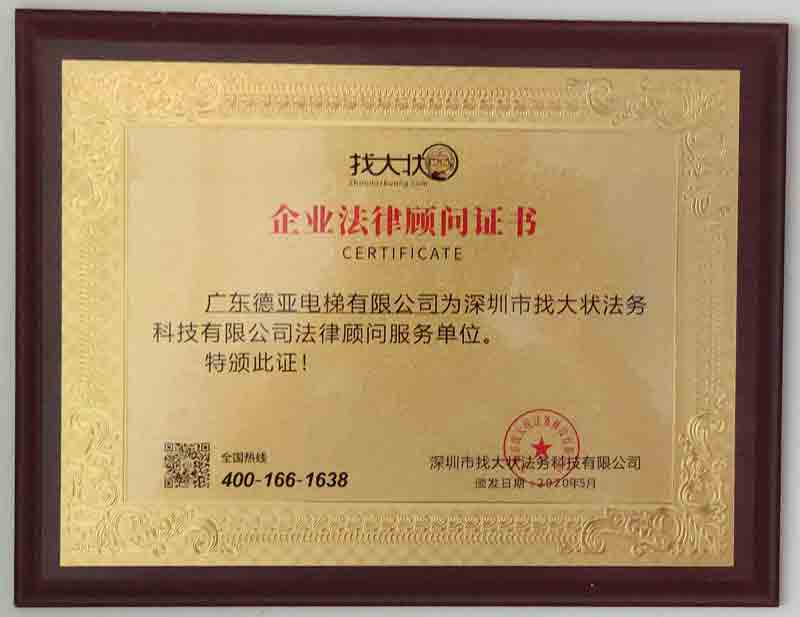 找大状
zhaodazhuang.com
企业法律顾问证书
CERTIFICATE
广东德亚电梯有限公司为深圳市找大状法务
科技有限公司法律顾问服务单位。
特颁此证！
全国热线
400-166-1638
深圳市找大状法务科技有限公司
颁发日期：2020年5月